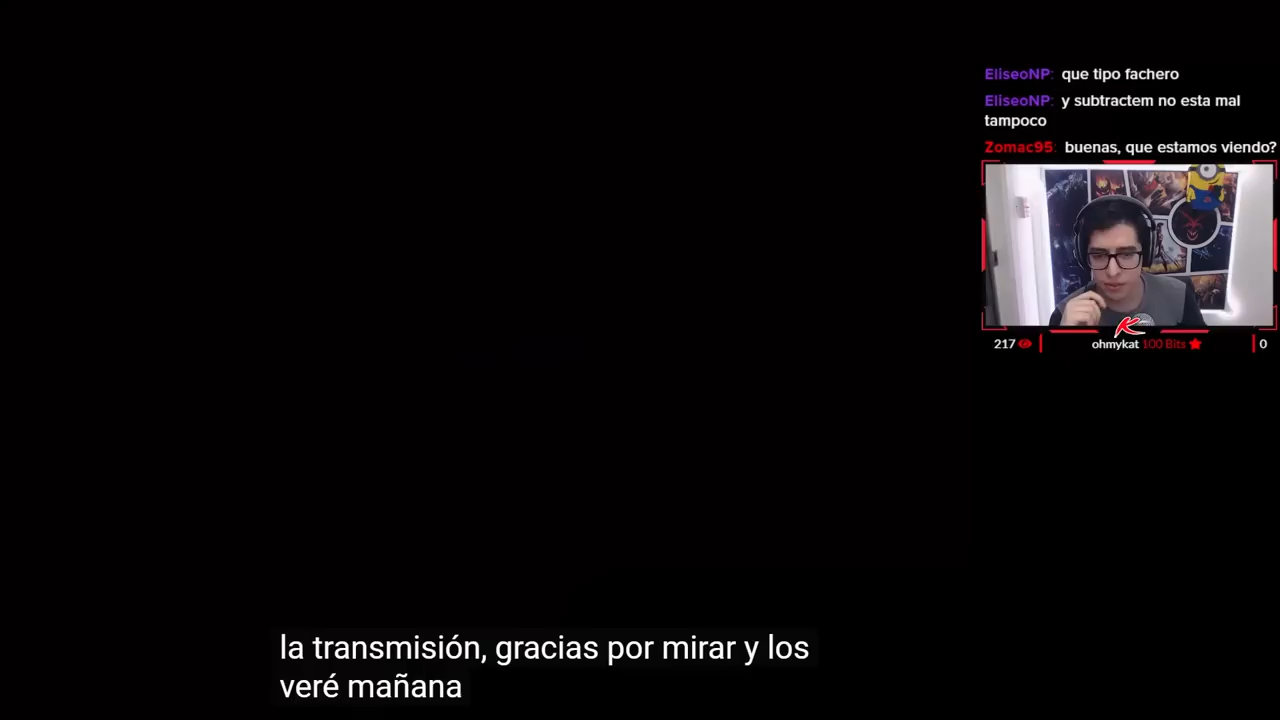 EliseoNP: que tipo fachero
EliseoNP: y subtractem no esta mal
tampoco
Zomac95: buenas, que estamos viendo?
217
ohmykat 100 Bits
0
la transmisión, gracias por mirar y los
veré mañana